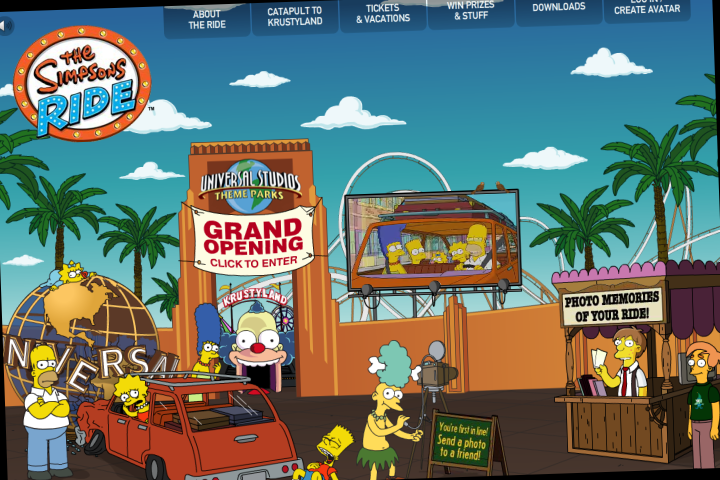 ABOUT
THE RIDE
CATAPULT TO
KRUSTYLAND
TICKETS
& VACATIONS
WIN PRIZES
& STUFF
DOWNLOADS
CREATE AVATAR
THE
SIMPSONS
RIDE
TM
UNIVERSAL STUDIOS
THEME PARKS
GRAND
OPENING
CLICK TO ENTER
KRUSTYLAND
PHOTO MEMORIES
OF YOUR RIDE!
NIVERSAL
You're first in line!
Send a photo
to a friend!